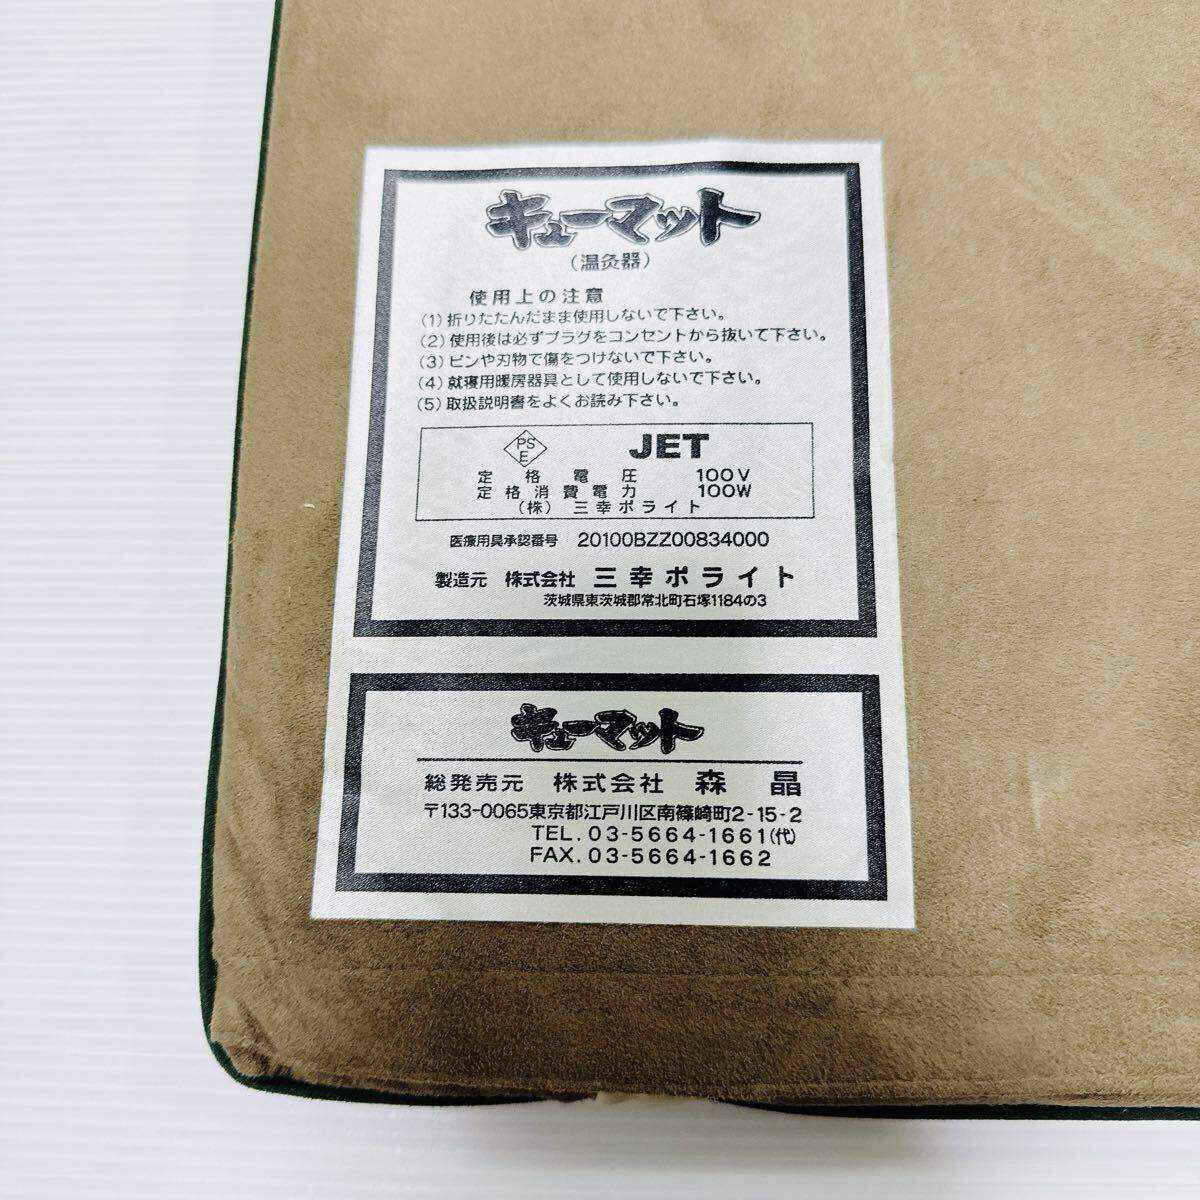 キューマット
（温灸器）
使用上の注意
(1) 折りたたんだまま使用しないで下さい。
(2) 使用後は必ずプラグをコンセントから抜いて下さい。
(3) ピンや刃物で傷をつけないで下さい。
(4) 就寝用暖房器具として使用しないで下さい。
(5) 取扱説明書をよくお読み下さい。
PS
E
JET
定格電圧 100V
定格消費電力 100W
(株) 三幸ポライト
医療用具承認番号 20100BZZ00834000
製造元 株式会社 三幸ポライト
茨城県東茨城郡常北町石塚1184の3
キューマット
総発売元 株式会社 森晶
〒133-0065東京都江戸川区南篠崎町2-15-2
TEL. 03-5664-1661(代)
FAX. 03-5664-1662